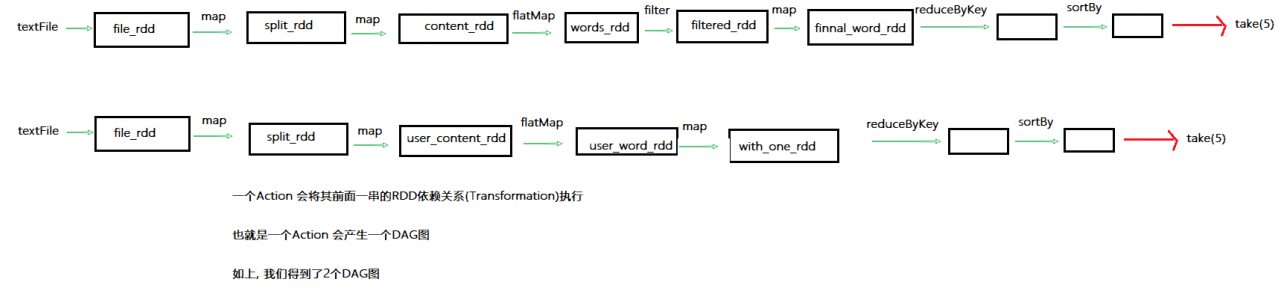 textFile file_rdd map split_rdd map content_rdd flatMap words_rdd filter filtered_rdd map finnal_word_rdd reduceByKey sortBy take(5)
textFile file_rdd map split_rdd map user_content_rdd flatMap user_word_rdd map with_one_rdd reduceByKey sortBy take(5)
一个Action 会将其前面一串的RDD依赖关系(Transformation)执行
也就是一个Action 会产生一个DAG图
如上, 我们得到了2个DAG图